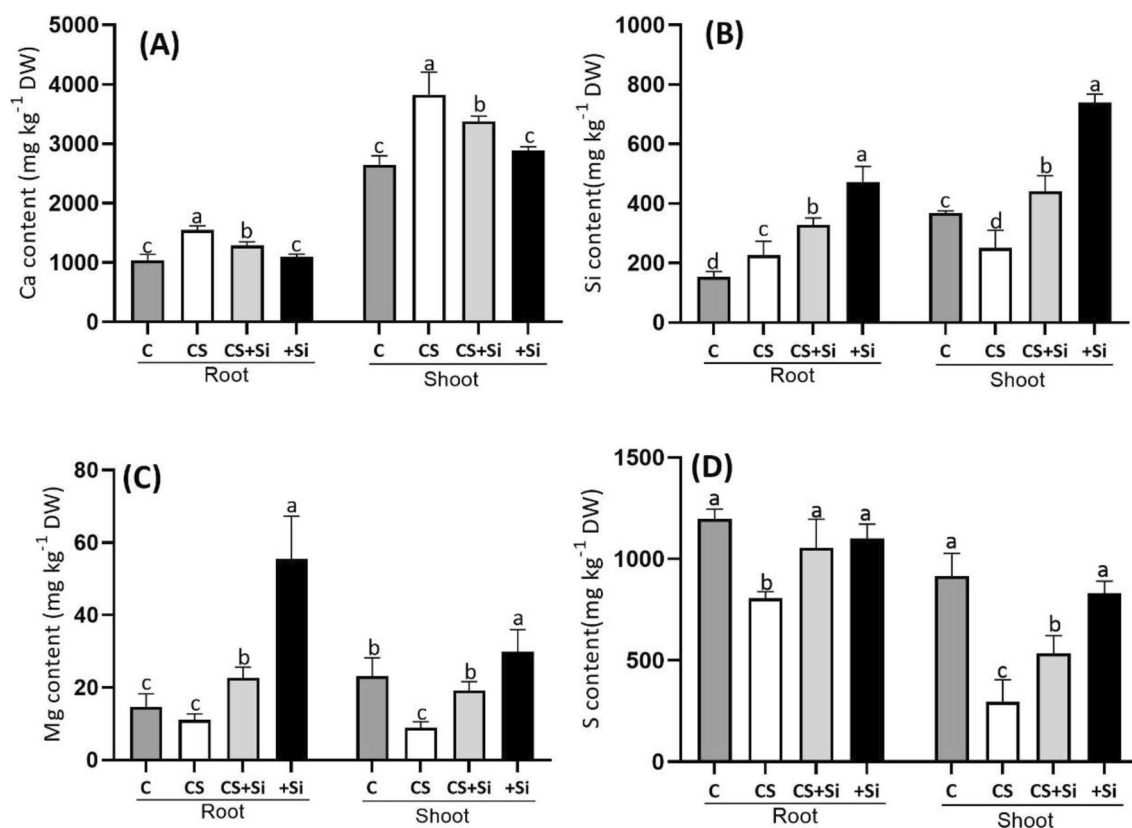 (A)
Ca content (mg kg⁻¹ DW)
5000
4000
3000
2000
1000
0
c a b c
c a b c
C CS CS+Si +Si
C CS CS+Si +Si
Root Shoot
(B)
Si content(mg kg⁻¹ DW)
1000
800
600
400
200
0
d c b a
c d b a
C CS CS+Si +Si
C CS CS+Si +Si
Root Shoot
(C)
Mg content (mg kg⁻¹ DW)
80
60
40
20
0
c c b a
b c b a
C CS CS+Si +Si
C CS CS+Si +Si
Root Shoot
(D)
S content(mg kg⁻¹ DW)
1500
1000
500
0
a b a a
a c b a
C CS CS+Si +Si
C CS CS+Si +Si
Root Shoot